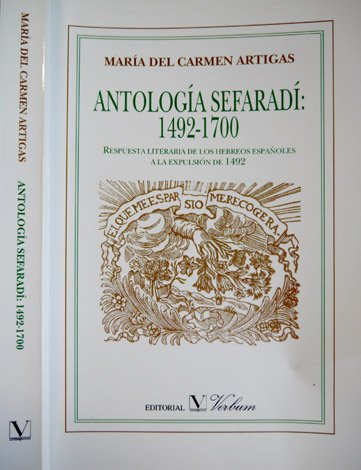 MARÍA DEL CARMEN ARTIGAS
ANTOLOGÍA SEFARADÍ:
1492-1700
RESPUESTA LITERARIA DE LOS HEBREOS ESPAÑOLES
A LA EXPULSIÓN DE 1492
EL QUE ME ESPAR SIO ME RECOGERA
EDITORIAL V Verbum
MARÍA DEL CARMEN ARTIGAS
ANTOLOGÍA SEFARADÍ: 1492-1700
V